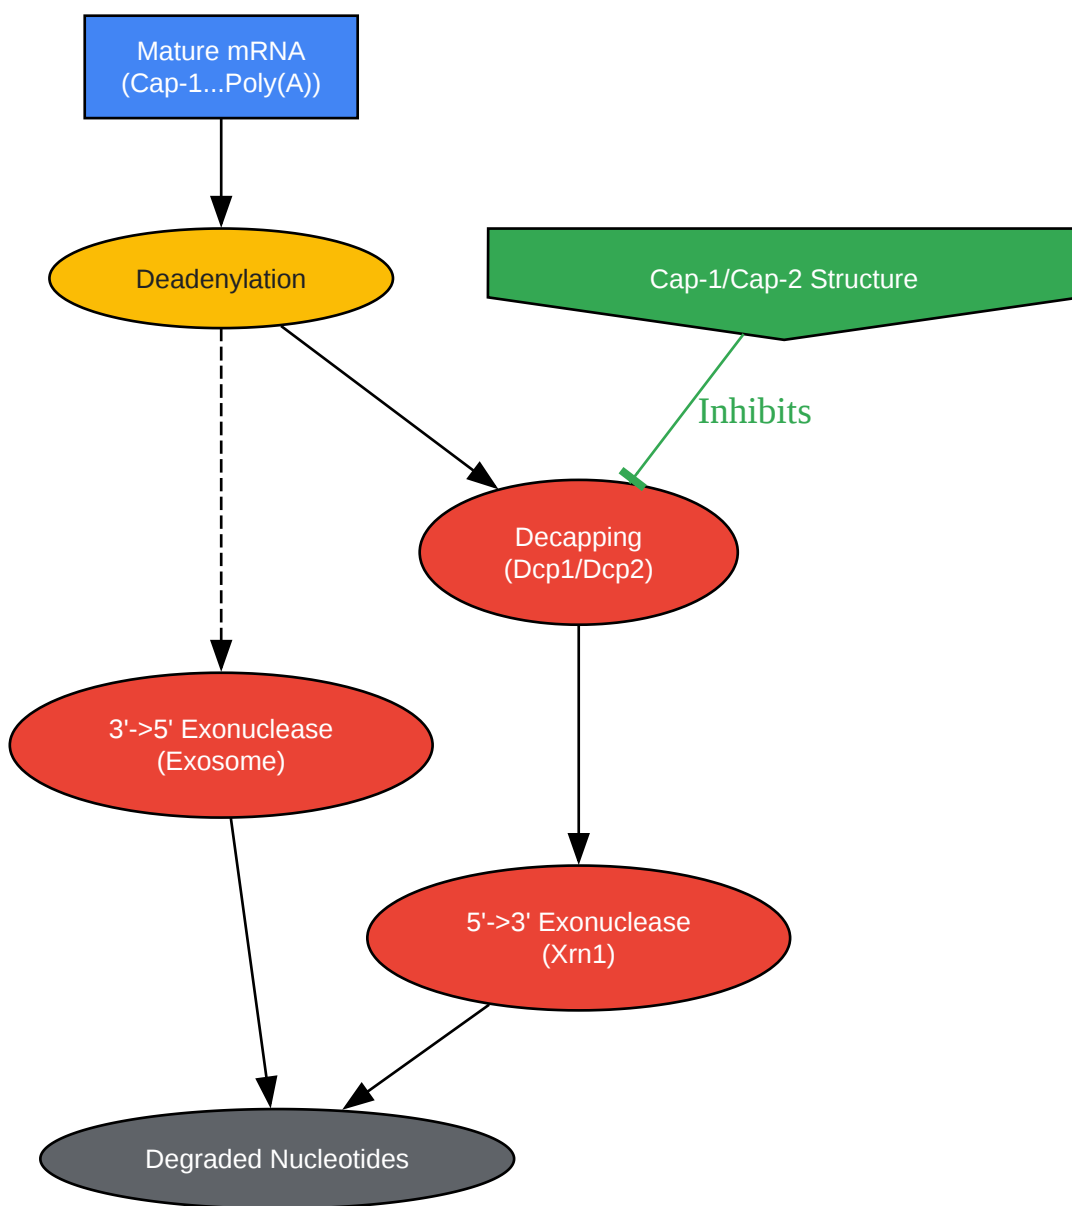 Mature mRNA
(Cap-1...Poly(A))
Deadenylation
Cap-1/Cap-2 Structure
Inhibits
Decapping
(Dcp1/Dcp2)
3'->5' Exonuclease
(Exosome)
5'->3' Exonuclease
(Xrn1)
Degraded Nucleotides